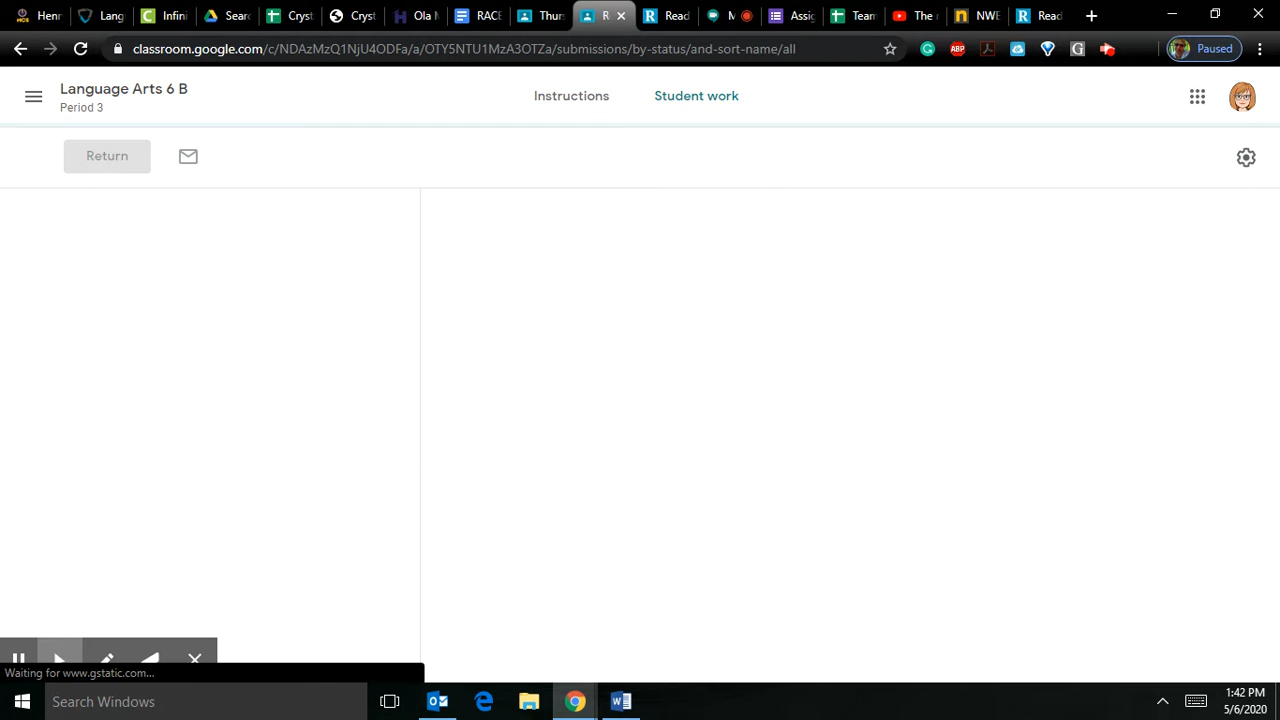 Henr
Lang
Infini
Searc
Cryst
Cryst
Ola M
RACE
Thurs
R
Read
M
Assig
Team
The
NWE
Read
classroom.google.com/c/NDAzMzQ1NjU4ODFa/a/OTY5NTU1MzA3OTZa/submissions/by-status/and-sort-name/all
ABP
G
Paused
Language Arts 6 B
Period 3
Instructions
Student work
Return
Waiting for www.gstatic.com...
Search Windows
1:42 PM
5/6/2020